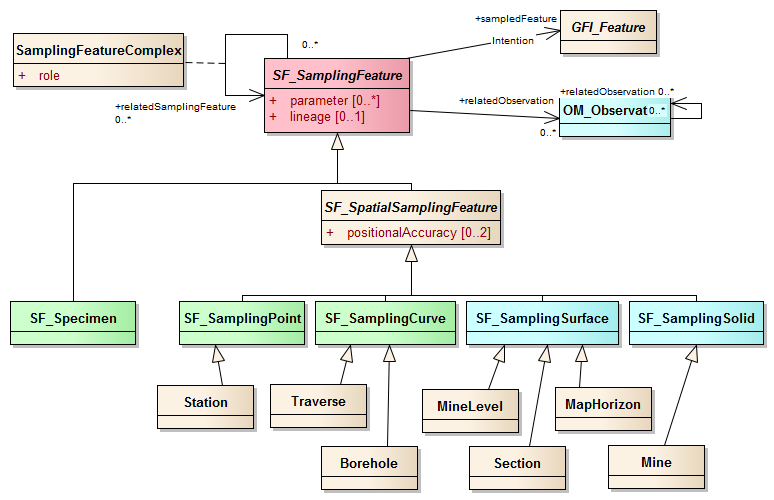 +sampledFeature
GFI_Feature
Intention
SamplingFeatureComplex
+ role
0..*
SF_SamplingFeature
+ parameter [0..*]
+ lineage [0..1]
+relatedSamplingFeature
0..*
+relatedObservation
0..*
+relatedObservation 0..*
OM_Observat
0..*
SF_SpatialSamplingFeature
+ positionalAccuracy [0..2]
SF_Specimen
SF_SamplingPoint
SF_SamplingCurve
SF_SamplingSurface
SF_SamplingSolid
Station
Traverse
MineLevel
MapHorizon
Borehole
Section
Mine